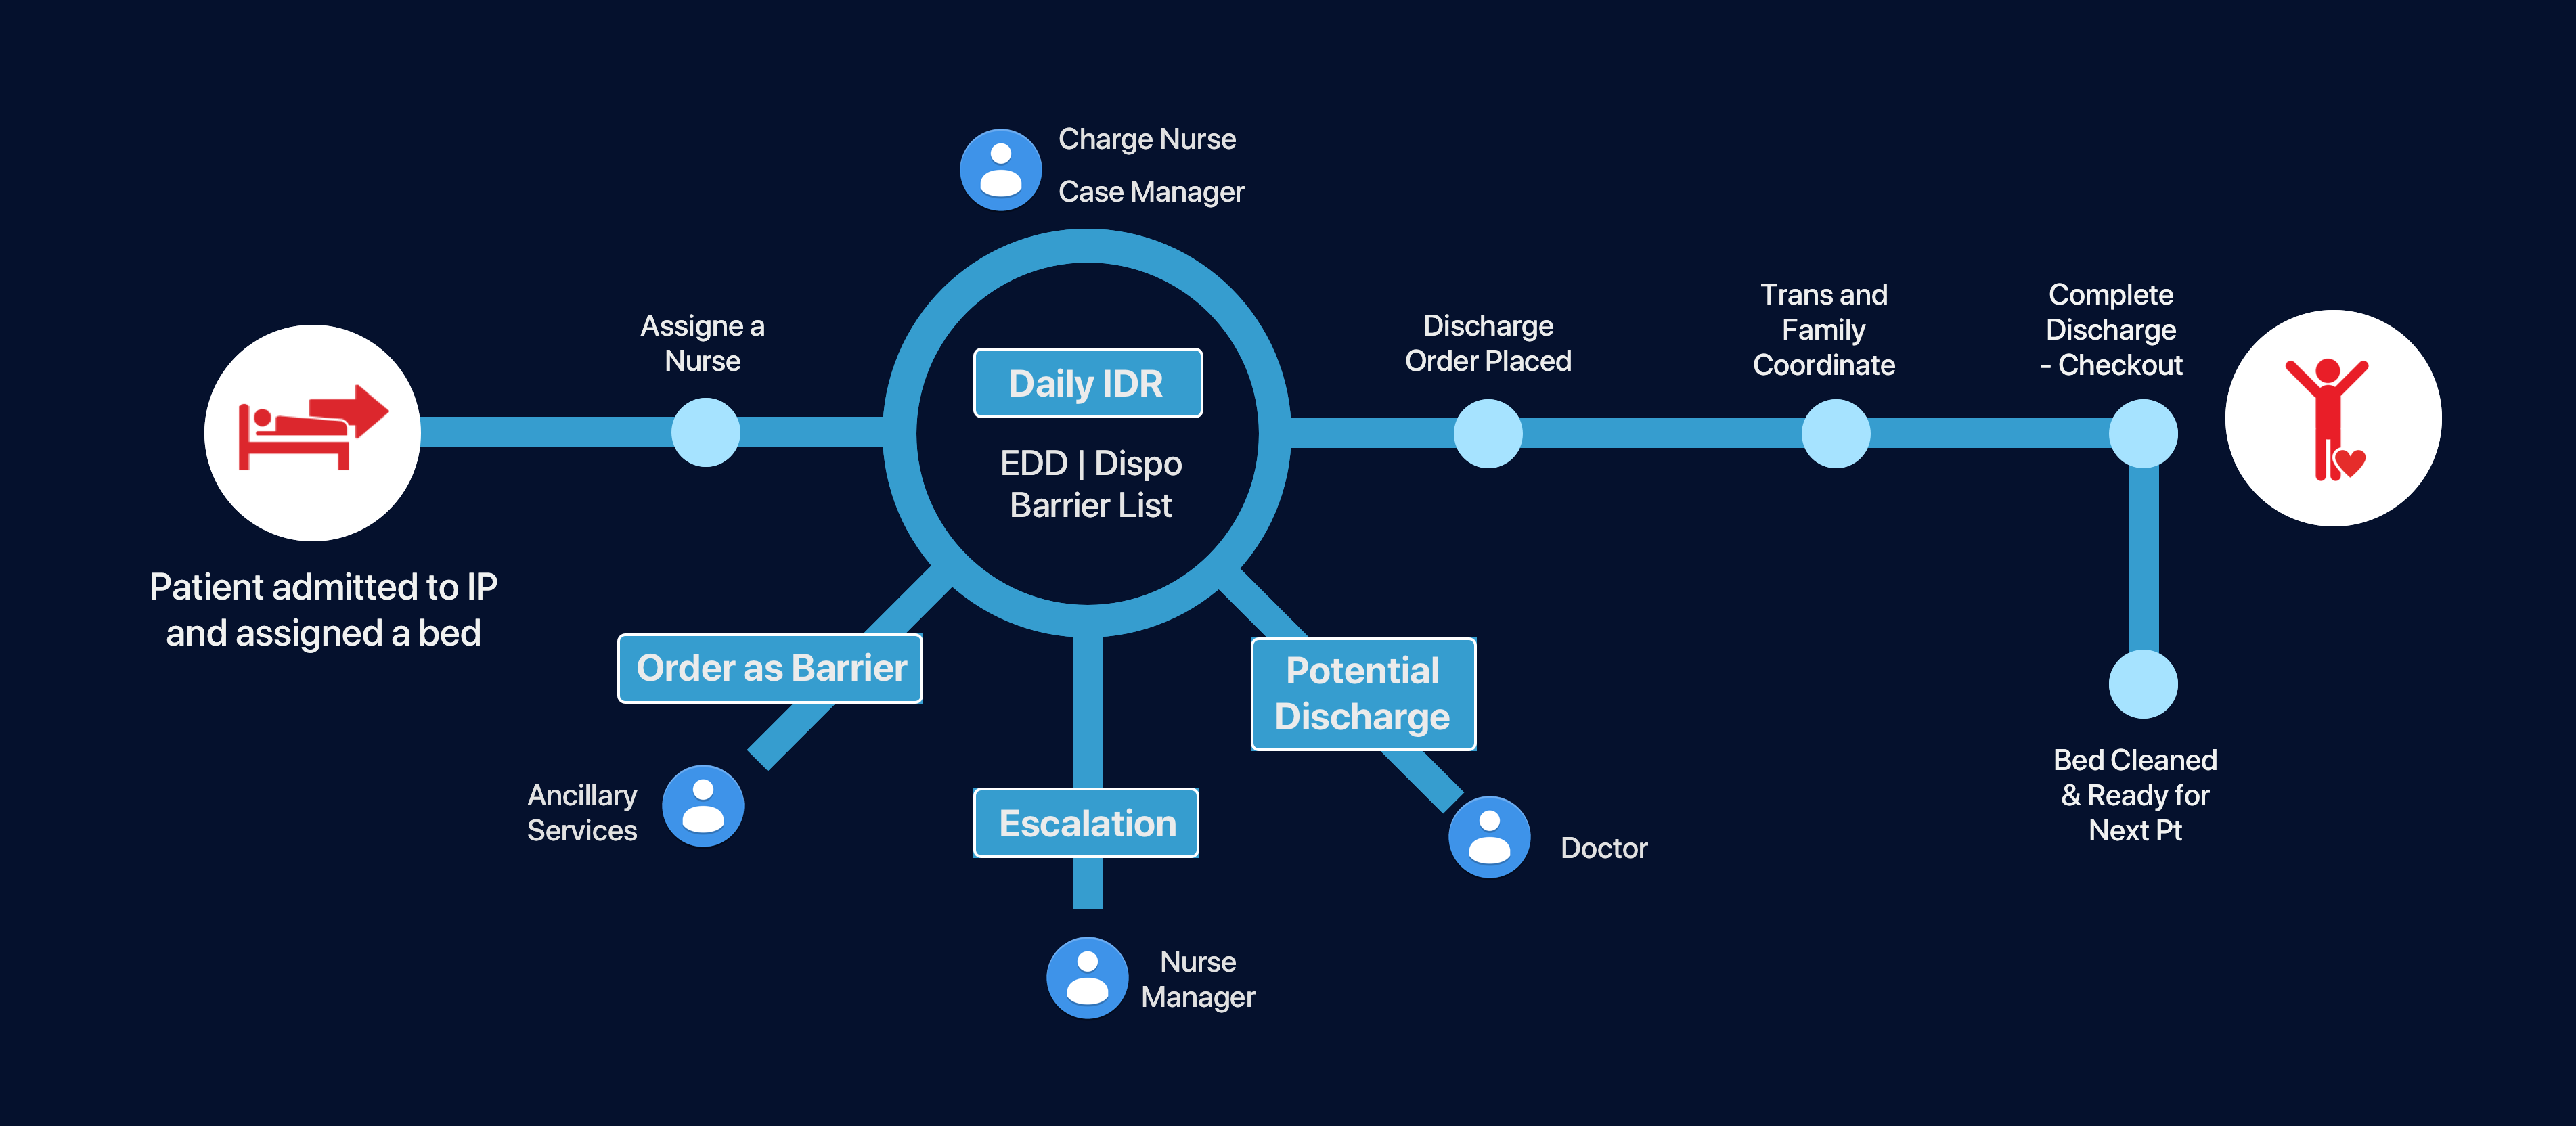 Charge Nurse
Case Manager
Patient admitted to IP
and assigned a bed
Assigne a
Nurse
Daily IDR
EDD | Dispo
Barrier List
Order as Barrier
Ancillary
Services
Escalation
Nurse
Manager
Potential
Discharge
Doctor
Discharge
Order Placed
Trans and
Family
Coordinate
Complete
Discharge
- Checkout
Bed Cleaned
& Ready for
Next Pt